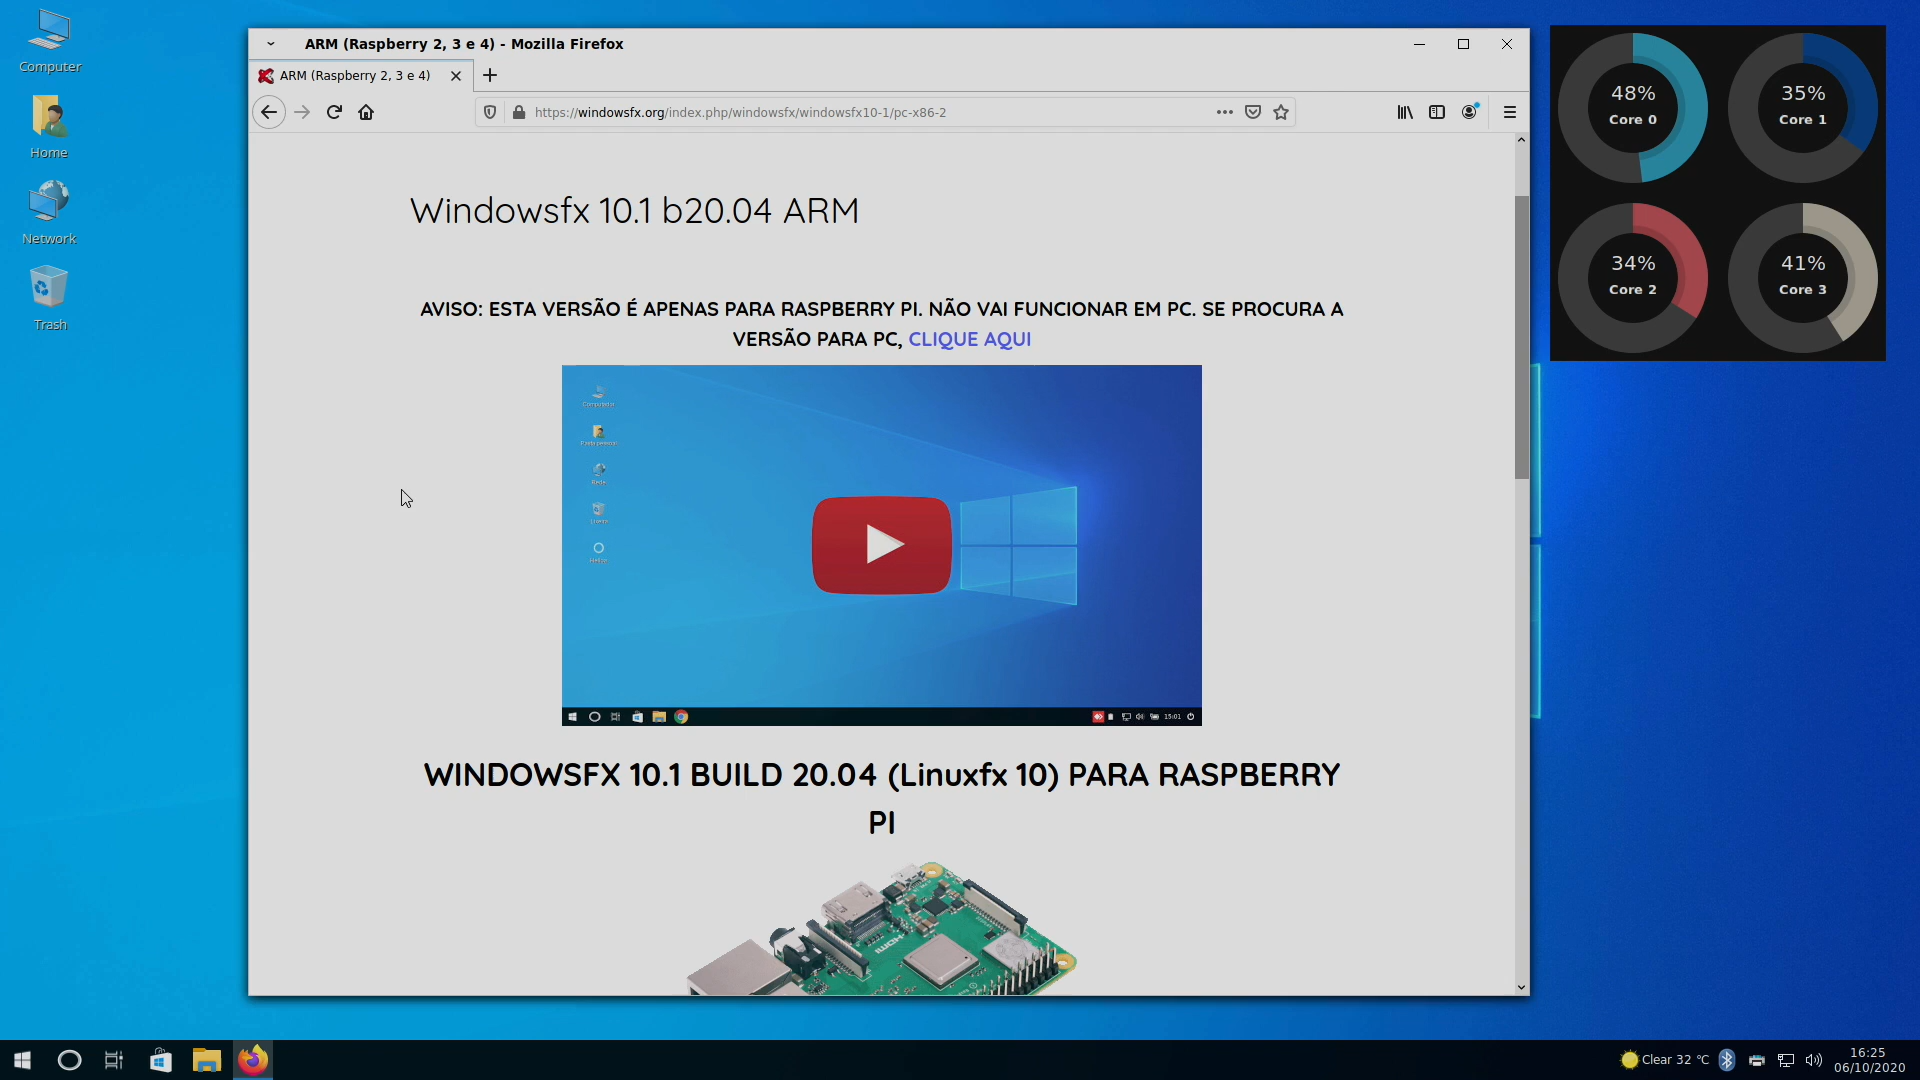 Computer
Home
Network
Trash
ARM (Raspberry 2, 3 e 4) - Mozilla Firefox
ARM (Raspberry 2, 3 e 4)
https://windowsfx.org/index.php/windowsfx/windowsfx10-1/pc-x86-2
Windowsfx 10.1 b20.04 ARM
AVISO: ESTA VERSÃO É APENAS PARA RASPBERRY PI. NÃO VAI FUNCIONAR EM PC. SE PROCURA A
VERSÃO PARA PC, CLIQUE AQUI
15:01
WINDOWSFX 10.1 BUILD 20.04 (Linuxfx 10) PARA RASPBERRY
PI
HDMI
48%
Core 0
35%
Core 1
34%
Core 2
41%
Core 3
Clear 32 °C
16:25
06/10/2020